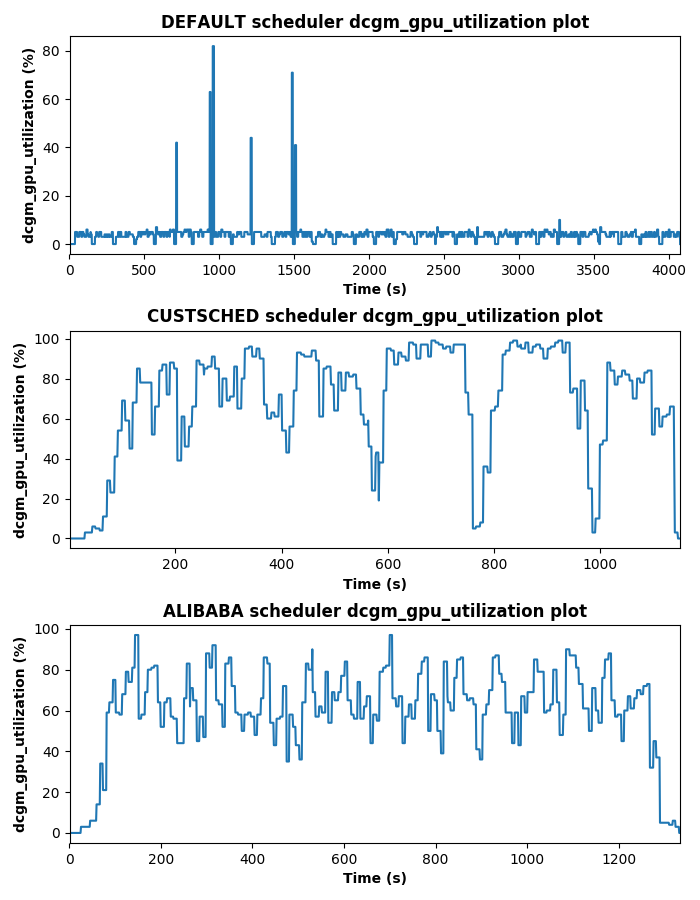 DEFAULT scheduler dcgm_gpu_utilization plot
dcgm_gpu_utilization (%)
80
60
40
20
0
0 500 1000 1500 2000 2500 3000 3500 4000
Time (s)
CUSTSCHED scheduler dcgm_gpu_utilization plot
dcgm_gpu_utilization (%)
100
80
60
40
20
0
200 400 600 800 1000
Time (s)
ALIBABA scheduler dcgm_gpu_utilization plot
dcgm_gpu_utilization (%)
100
80
60
40
20
0
0 200 400 600 800 1000 1200
Time (s)